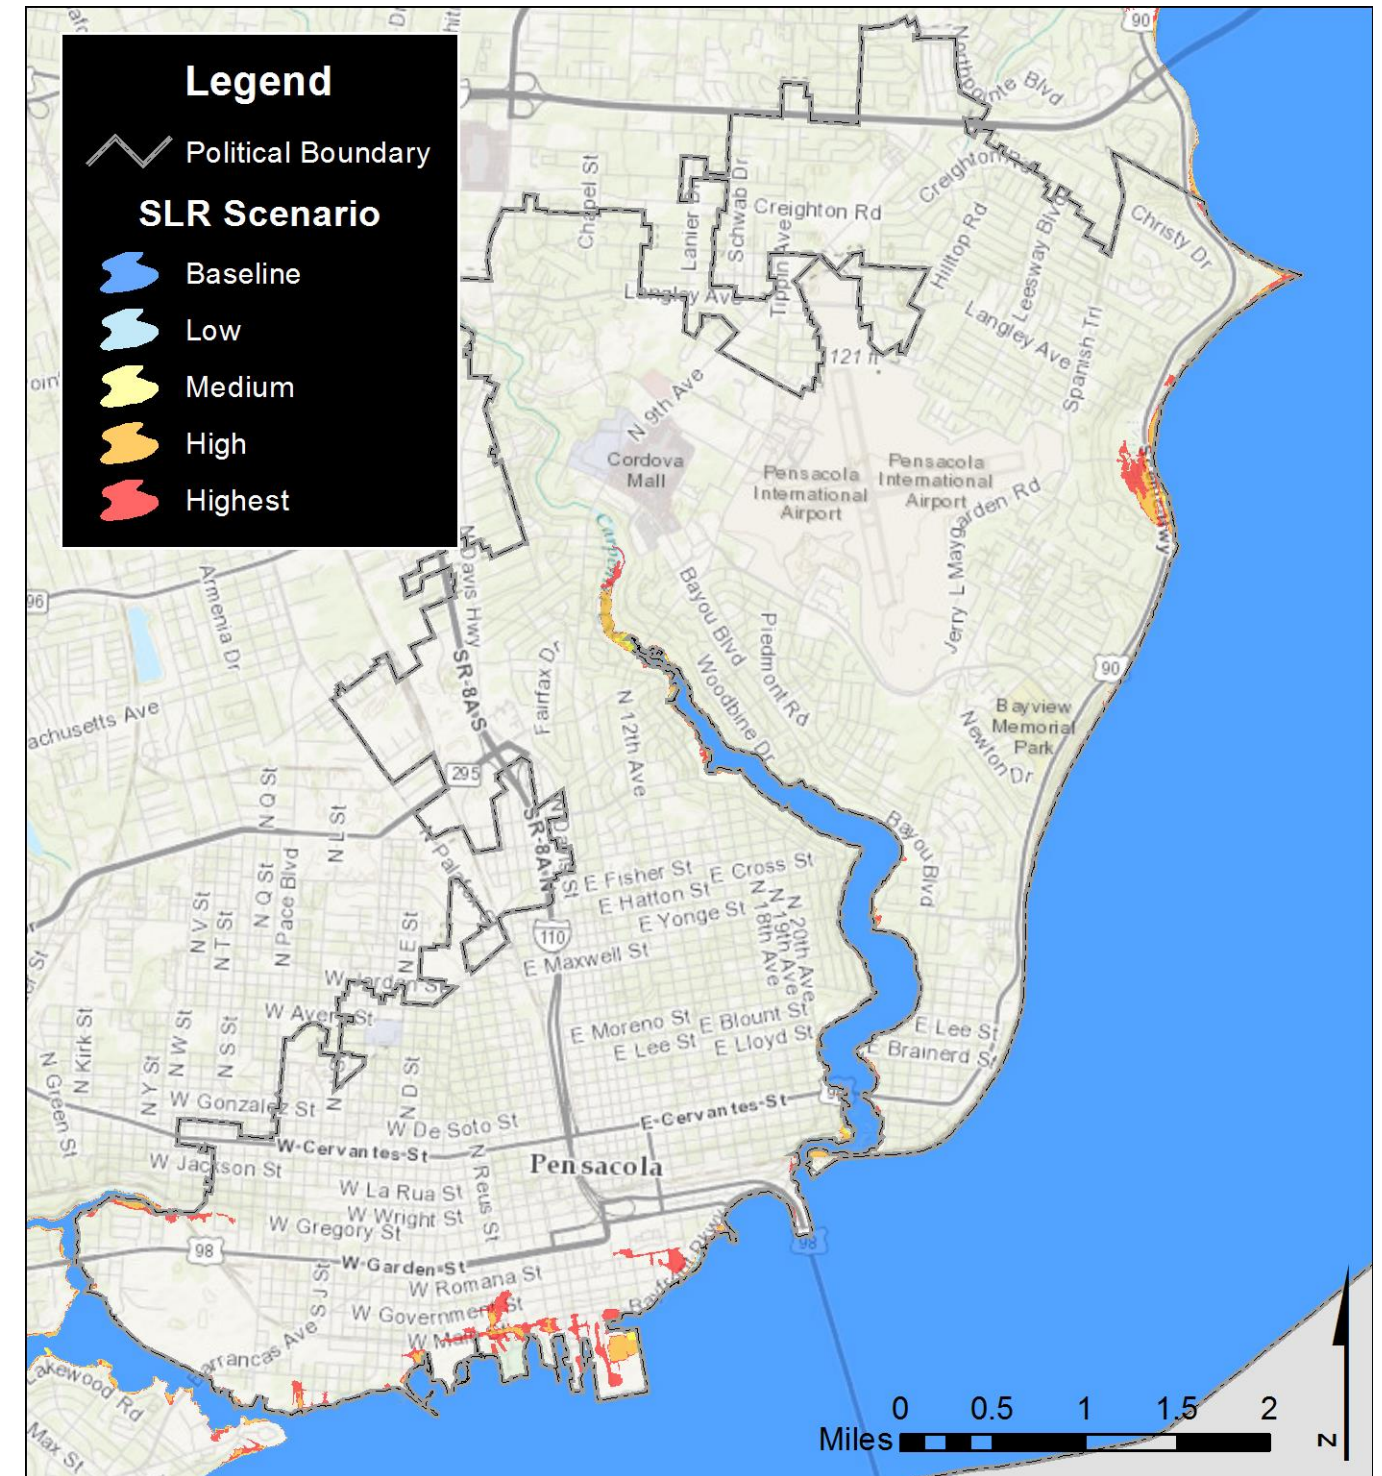 90
Legend
Political Boundary
SLR Scenario
Baseline
Low
Medium
High
Highest
Northpointe Blvd
Creighton Rd
Chapel St
Schwab Dr
Creighton Rd
Tippin Ave
Hilltop Rd
Leesway Blvd
Christy Dr
Langley Ave
Langley Ave
Spanish Trl
121 ft
N 9th Ave
Cordova
Mall
Pensacola
International
Airport
Pensacola
International
Airport
Jerry L Maygarden Rd
N Davis Hwy
Armenia Dr
Bayou Blvd
Piedmont Rd
Woodbine Dr
SR-8A S
Fairfax Dr
N 12th Ave
90
Bayview
Memorial
Park
Newton Dr
achusetts Ave
295
N Q St
N L St
SR-8A N
Bayou Blvd
E Fisher St
E Cross St
E Hatton St
E Yonge St
N 18th Ave
N 19th Ave
N 20th Ave
N V St
N T St
N Q St
N Pace Blvd
N E St
110
E Maxwell St
W Avery St
E Moreno St
E Blount St
E Lee St
E Lloyd St
E Lee St
E Brainerd St
N Kirk St
N Green St
N Y St
N W St
N S St
N D St
W Gonzalez St
W De Soto St
E-Cervantes-St
W-Cervantes-St
W Jackson St
N Reus St
Pensacola
W La Rua St
W Wright St
W Gregory St
98
98
W-Garden-St
W Romana St
S J St
W Government St
Barrancas Ave
Lakewood Rd
Max St
0 0.5 1 1.5 2
Miles
N